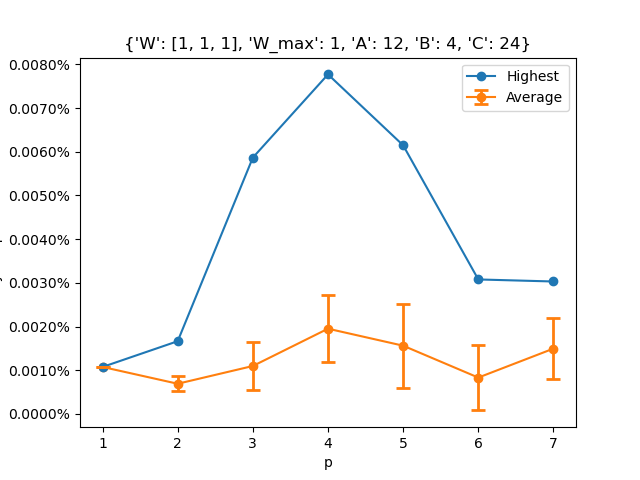 {'W': [1, 1, 1], 'W_max': 1, 'A': 12, 'B': 4, 'C': 24}
Highest
Average
0.0080%
0.0070%
0.0060%
0.0050%
0.0040%
0.0030%
0.0020%
0.0010%
0.0000%
1 2 3 4 5 6 7
p